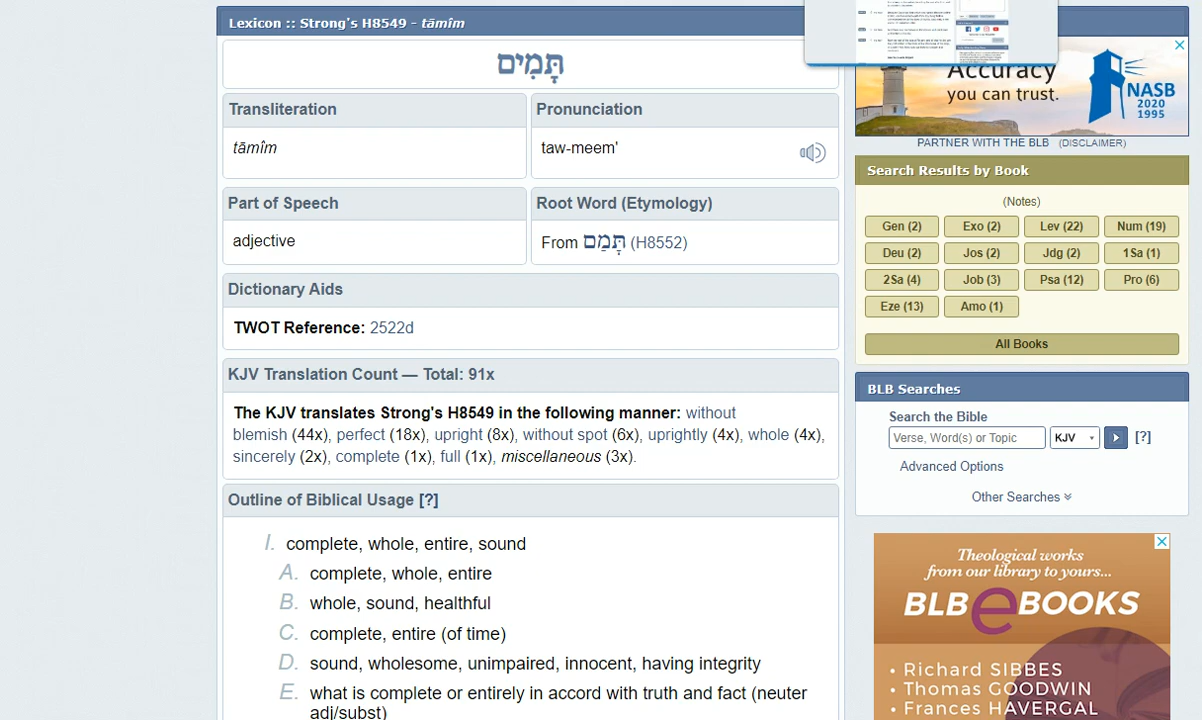 Lexicon :: Strong's H8549 - tāmîm
תָּמִים
Transliteration
Pronunciation
tāmîm
taw-meem'
Part of Speech
Root Word (Etymology)
adjective
From תָּמַם (H8552)
Dictionary Aids
TWOT Reference: 2522d
KJV Translation Count — Total: 91x
The KJV translates Strong's H8549 in the following manner: without
blemish (44x), perfect (18x), upright (8x), without spot (6x), uprightly (4x), whole (4x),
sincerely (2x), complete (1x), full (1x), miscellaneous (3x).
Outline of Biblical Usage [?]
I. complete, whole, entire, sound
A. complete, whole, entire
B. whole, sound, healthful
C. complete, entire (of time)
D. sound, wholesome, unimpaired, innocent, having integrity
E. what is complete or entirely in accord with truth and fact (neuter
adj/subst)
Accuracy
you can trust.
NASB
2020
1995
PARTNER WITH THE BLB (DISCLAIMER)
Search Results by Book
(Notes)
Gen (2) Exo (2) Lev (22) Num (19)
Deu (2) Jos (2) Jdg (2) 1Sa (1)
2Sa (4) Job (3) Psa (12) Pro (6)
Eze (13) Amo (1)
All Books
BLB Searches
Search the Bible
Verse, Word(s) or Topic KJV [?]
Advanced Options
Other Searches
Theological works
from our library to yours...
BLB eBOOKS
• Richard SIBBES
• Thomas GOODWIN
• Frances HAVERGAL